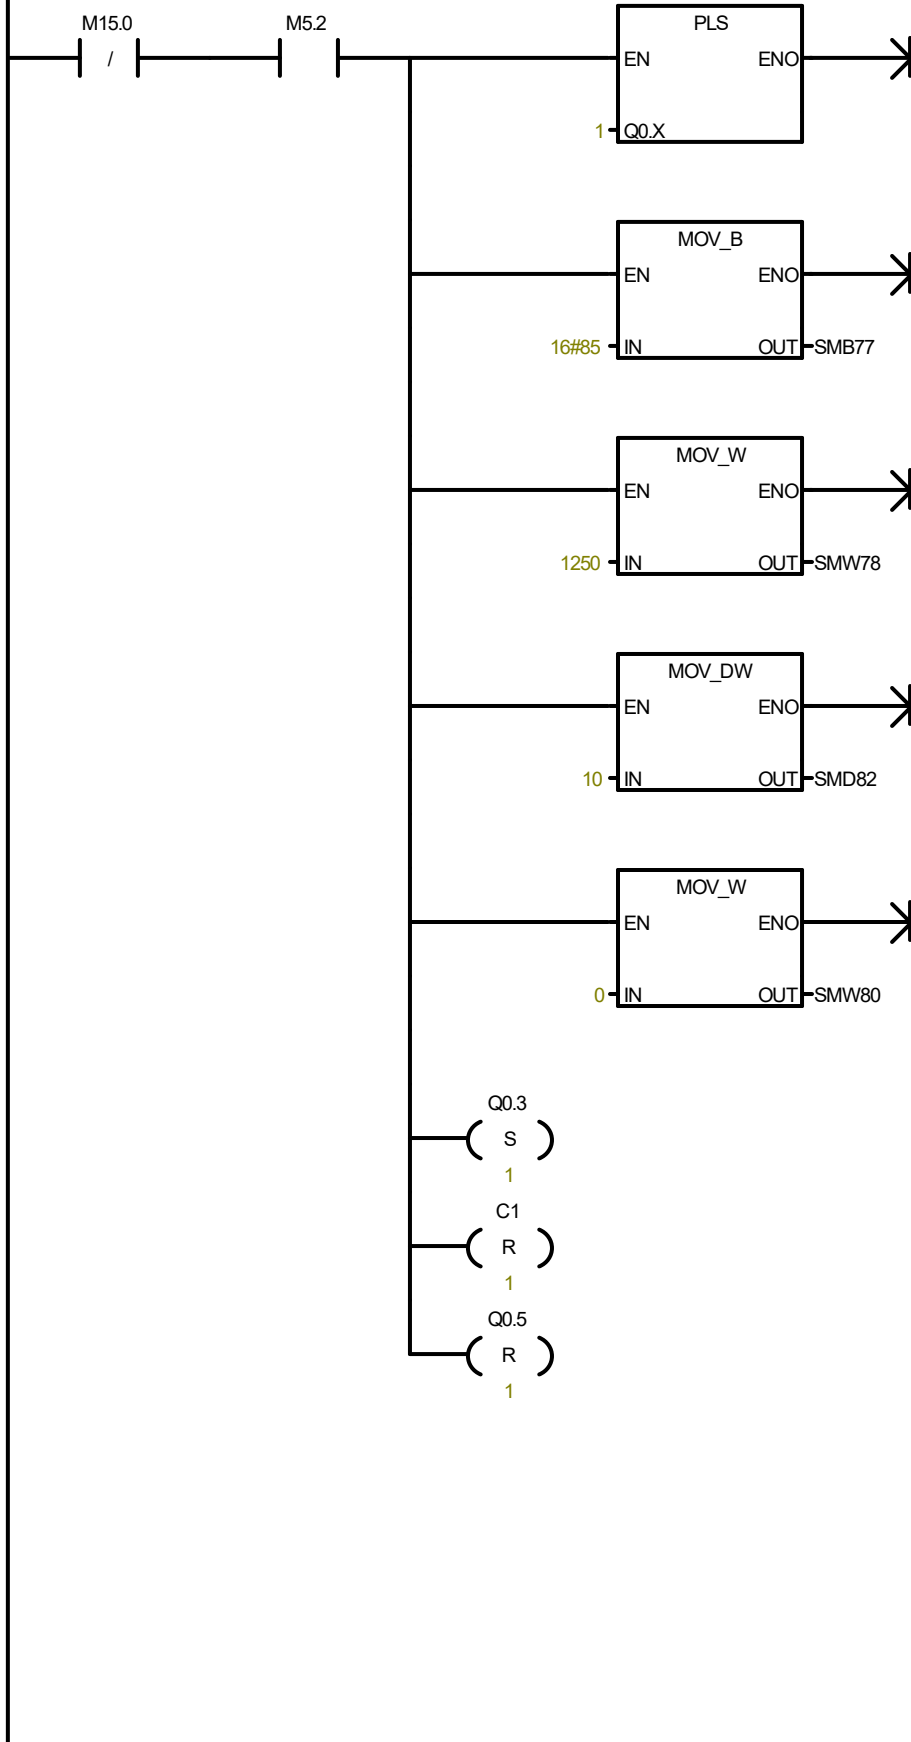 M15.0 M5.2 PLS
/
EN ENO
1 Q0.X
MOV_B
EN ENO
16#85 IN OUT SMB77
MOV_W
EN ENO
1250 IN OUT SMW78
MOV_DW
EN ENO
10 IN OUT SMD82
MOV_W
EN ENO
0 IN OUT SMW80
Q0.3
S
1
C1
R
1
Q0.5
R
1